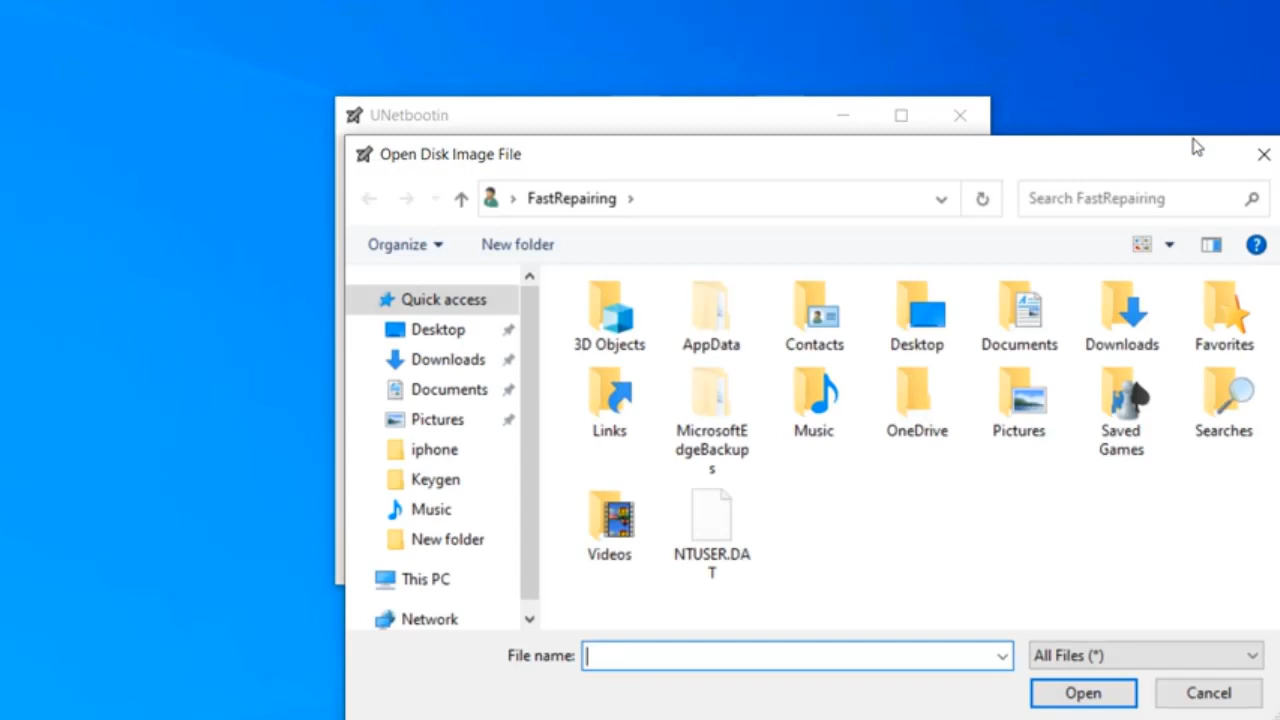 UNetbootin
Open Disk Image File
FastRepairing
Search FastRepairing
Organize
New folder
Quick access
Desktop
Downloads
Documents
Pictures
iphone
Keygen
Music
New folder
This PC
Network
3D Objects
AppData
Contacts
Desktop
Documents
Downloads
Favorites
Links
MicrosoftE
dgeBackup
s
Music
OneDrive
Pictures
Saved
Games
Searches
Videos
NTUSER.DA
T
File name:
All Files (*)
Open
Cancel